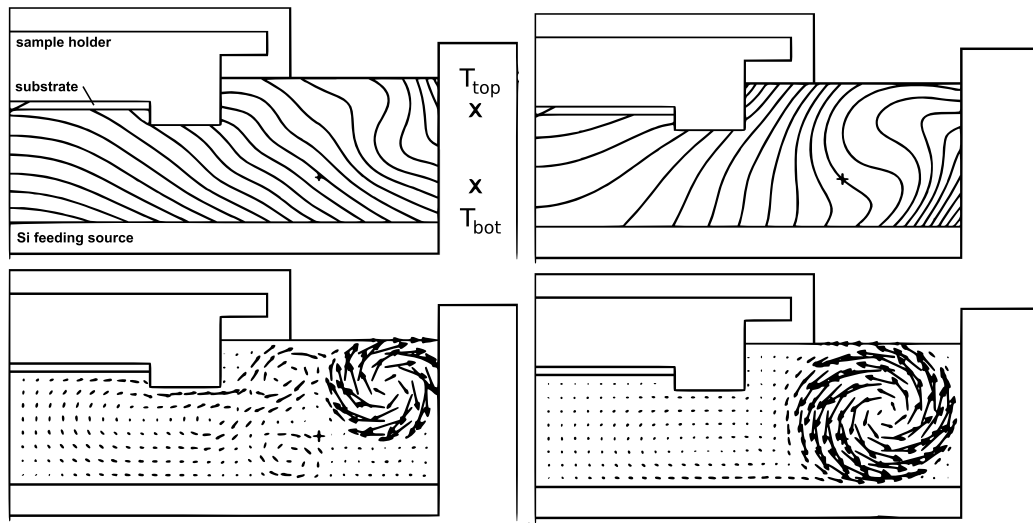 sample holder
substrate
T_top
X
X
T_bot
Si feeding source